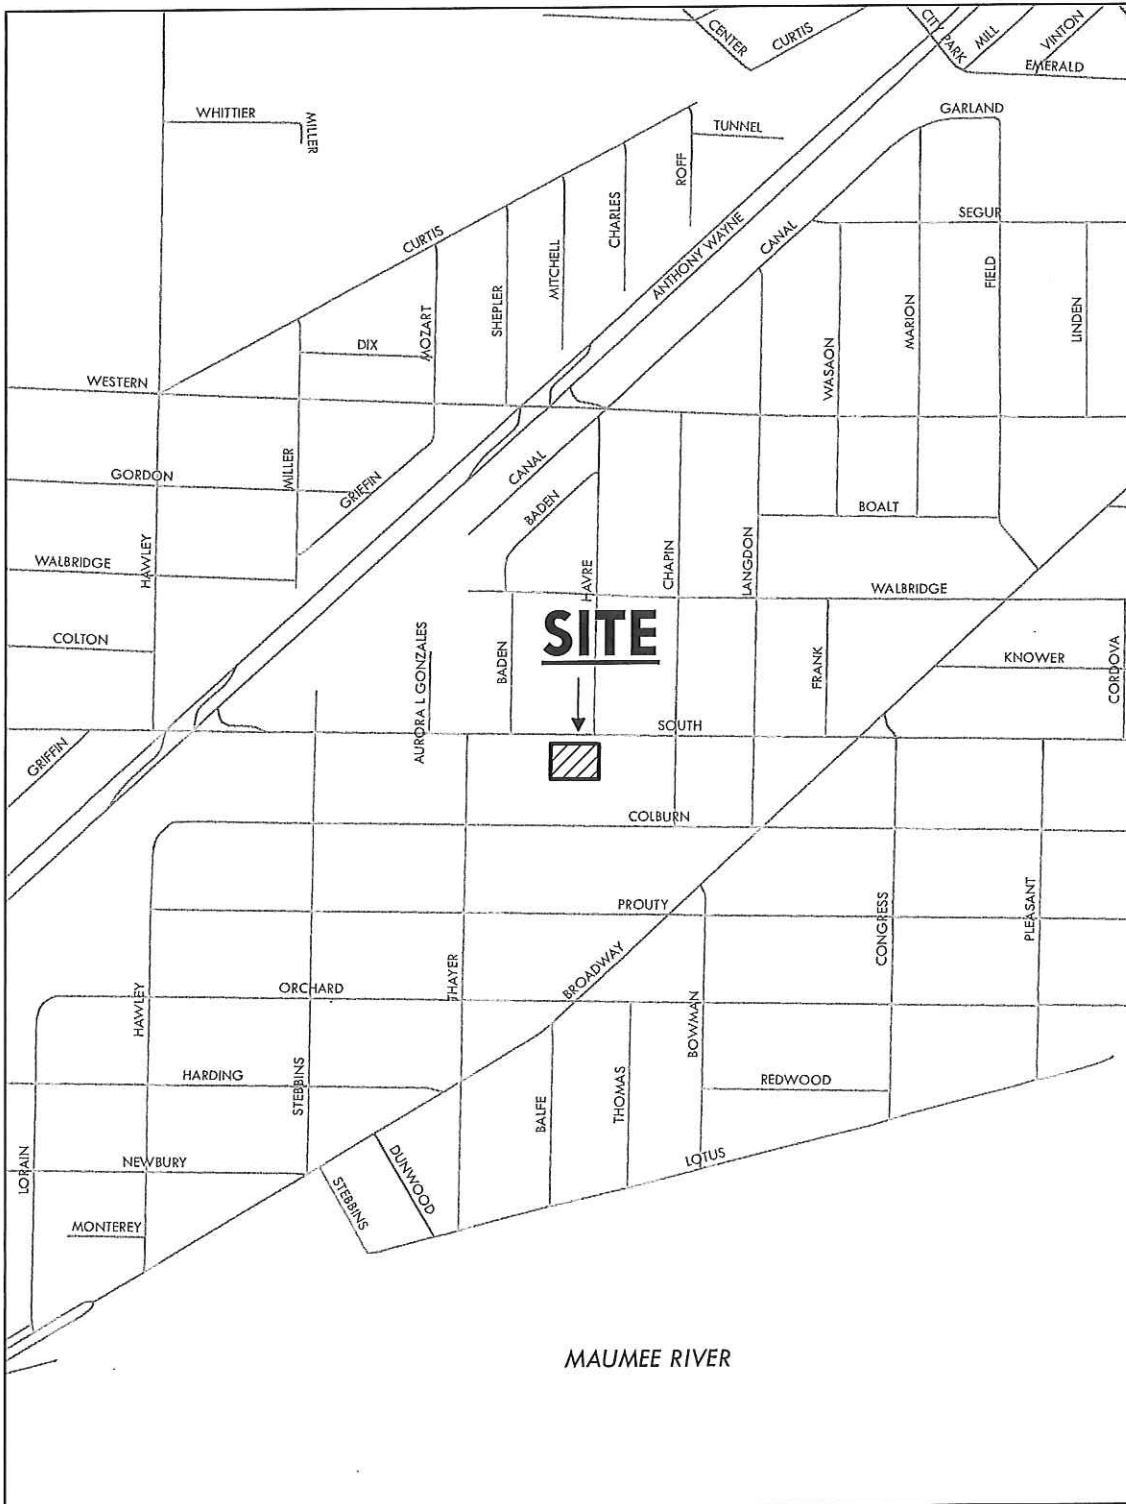 CENTER
CURTIS
CITY PARK
MILL
VINTON
EMERALD
WHITTIER
MILLER
GARLAND
TUNNEL
ROFF
CHARLES
SEGUR
CURTIS
ANTHONY WAYNE
CANAL
MITCHELL
FIELD
SHEPLER
MOZART
MARION
LINDEN
DIX
WASAON
WESTERN
GORDON
MILLER
GRIFFIN
CANAL
BADEN
BOALT
HAWLEY
WALBRIDGE
HAVRE
CHAPIN
LANGDON
WALBRIDGE
COLTON
AURORA L GONZALES
BADEN
SITE
FRANK
KNOWER
CORDOVA
SOUTH
GRIFFIN
COLBURN
PROUTY
CONGRESS
PLEASANT
BROADWAY
THAYER
ORCHARD
HAWLEY
BOWMAN
HARDING
STEBBINS
REDWOOD
BALFE
THOMAS
LORAIN
NEWBURY
DUNWOOD
LOTUS
STEBBINS
MONTEREY
MAUMEE RIVER